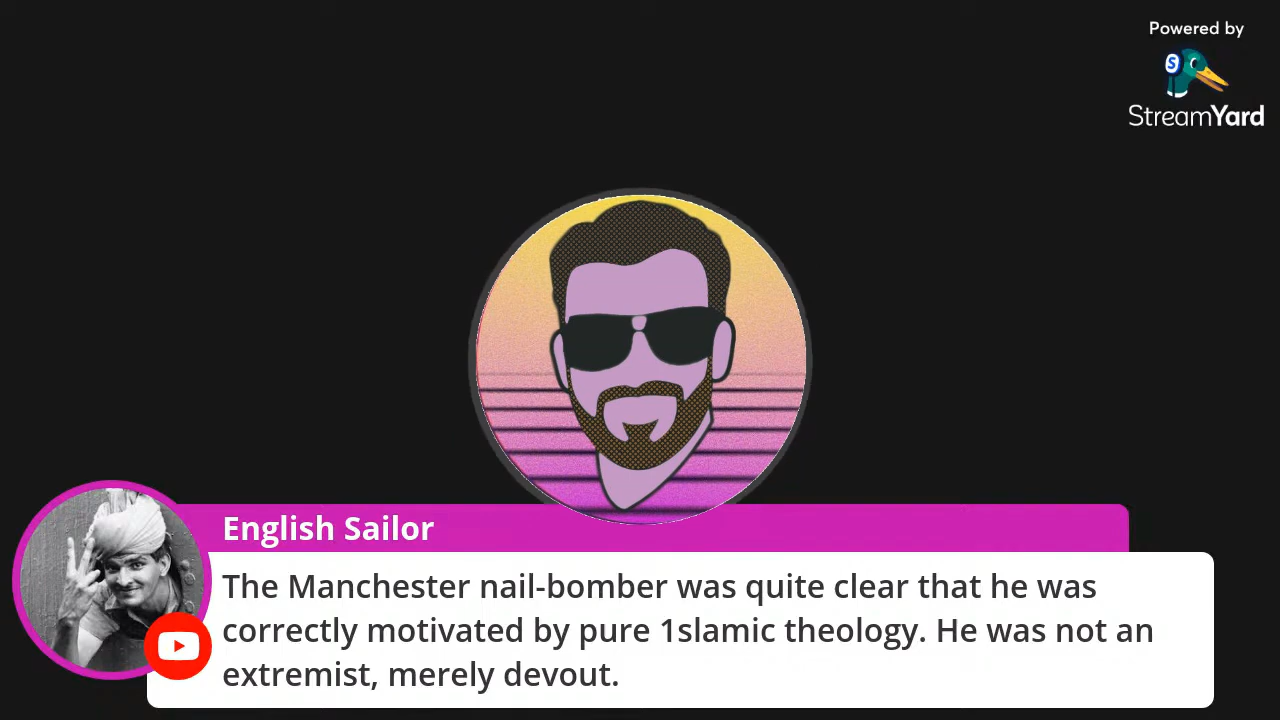 Powered by
S
StreamYard
English Sailor
The Manchester nail-bomber was quite clear that he was
correctly motivated by pure 1slamic theology. He was not an
extremist, merely devout.